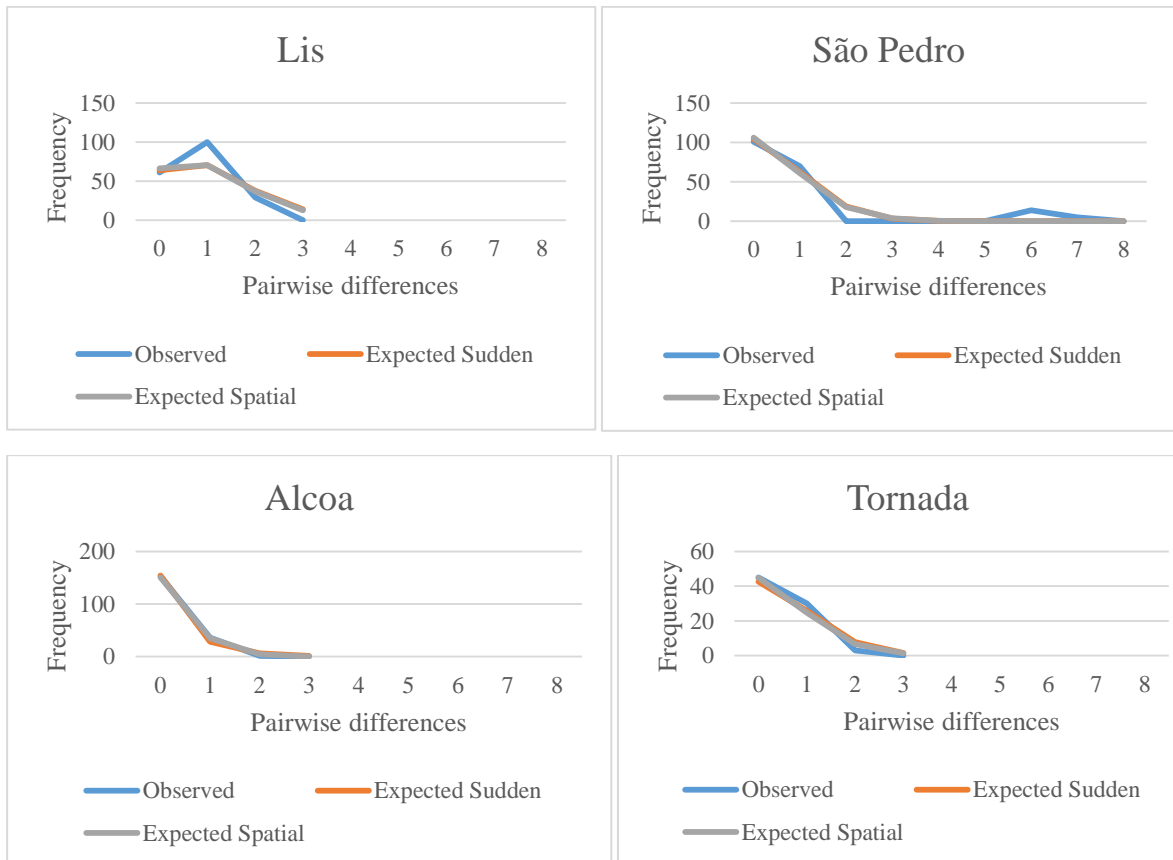 Lis
150
100
50
0
Frequency
0 1 2 3 4 5 6 7 8
Pairwise differences
Observed
Expected Sudden
Expected Spatial
São Pedro
150
100
50
0
Frequency
0 1 2 3 4 5 6 7 8
Pairwise differences
Observed
Expected Sudden
Expected Spatial
Alcoa
200
100
0
Frequency
0 1 2 3 4 5 6 7 8
Pairwise differences
Observed
Expected Sudden
Expected Spatial
Tornada
60
40
20
0
Frequency
0 1 2 3 4 5 6 7 8
Pairwise differences
Observed
Expected Sudden
Expected Spatial